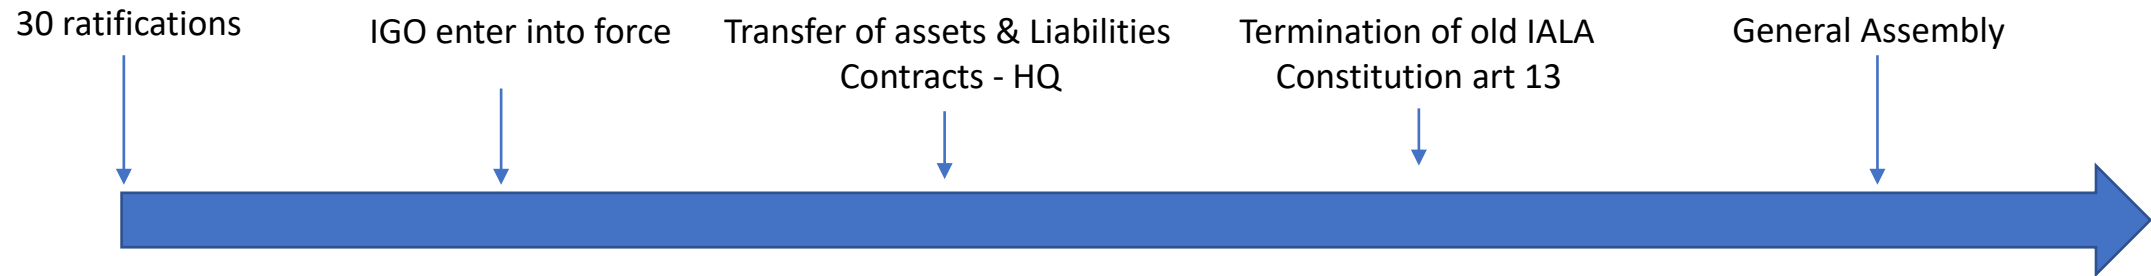 30 ratifications
IGO enter into force
Transfer of assets & Liabilities
Contracts - HQ
Termination of old IALA
Constitution art 13
General Assembly